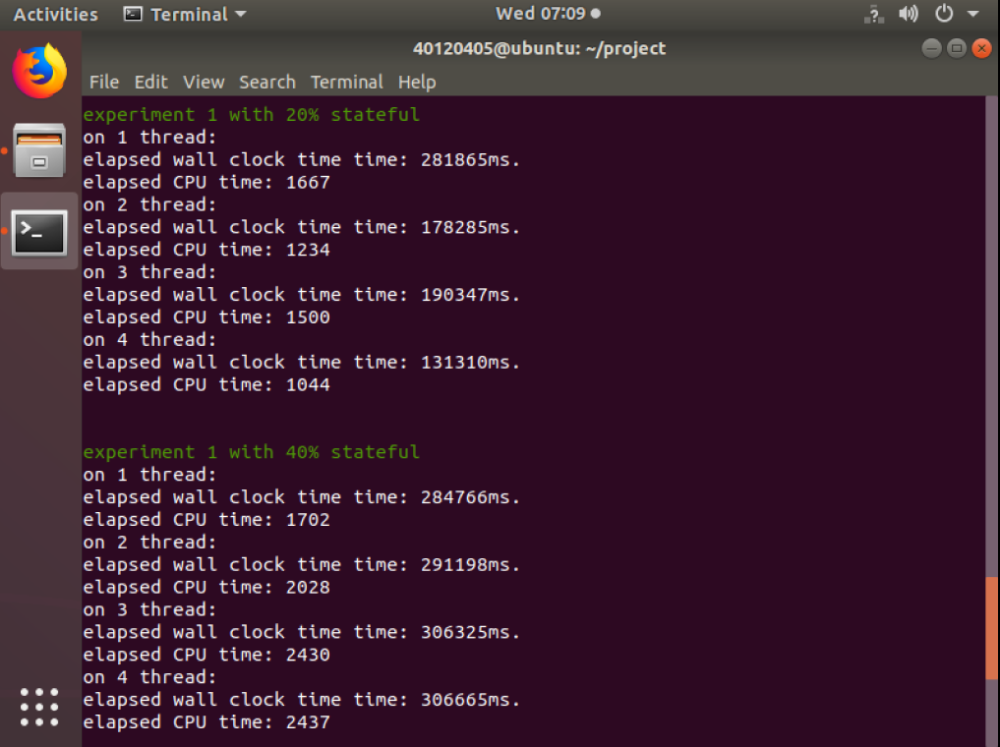 Activities Terminal Wed 07:09
40120405@ubuntu: ~/project
File Edit View Search Terminal Help
experiment 1 with 20% stateful
on 1 thread:
elapsed wall clock time time: 281865ms.
elapsed CPU time: 1667
on 2 thread:
elapsed wall clock time time: 178285ms.
elapsed CPU time: 1234
on 3 thread:
elapsed wall clock time time: 190347ms.
elapsed CPU time: 1500
on 4 thread:
elapsed wall clock time time: 131310ms.
elapsed CPU time: 1044
experiment 1 with 40% stateful
on 1 thread:
elapsed wall clock time time: 284766ms.
elapsed CPU time: 1702
on 2 thread:
elapsed wall clock time time: 291198ms.
elapsed CPU time: 2028
on 3 thread:
elapsed wall clock time time: 306325ms.
elapsed CPU time: 2430
on 4 thread:
elapsed wall clock time time: 306665ms.
elapsed CPU time: 2437